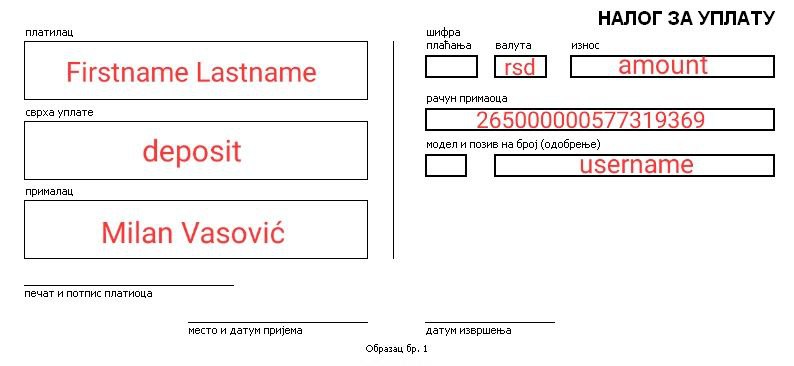 НАЛОГ ЗА УПЛАТУ
платилац
Firstname Lastname
сврха уплате
deposit
прималац
Milan Vasović
печат и потпис платиоца
место и датум пријема
шифра
плаћања
валута
износ
rsd
amount
рачун примаоца
265000000577319369
модел и позив на број (одобрење)
username
датум извршења
Образац бр. 1